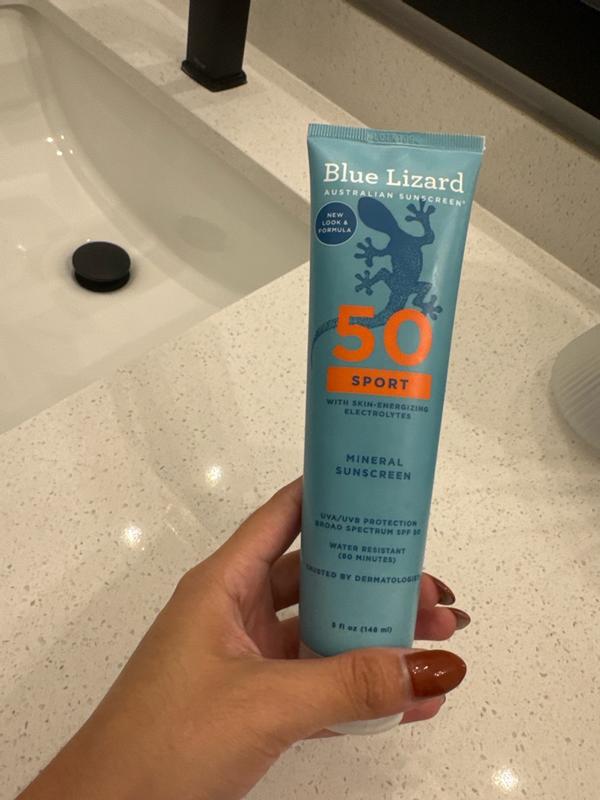 Blue Lizard
AUSTRALIAN SUNSCREEN®
NEW
LOOK &
FORMULA
50
SPORT
WITH SKIN-ENERGIZING
ELECTROLYTES
MINERAL
SUNSCREEN
UVA/UVB PROTECTION
BROAD SPECTRUM SPF 50
WATER RESISTANT
(80 MINUTES)
TRUSTED BY DERMATOLOGIST
5 fl oz (148 ml)